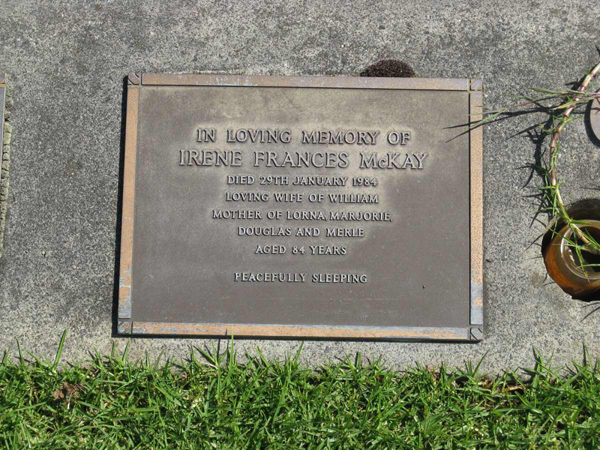 IN LOVING MEMORY OF
IRENE FRANCES McKAY
DIED 29TH JANUARY 1984
LOVING WIFE OF WILLIAM
MOTHER OF LORNA, MARJORIE,
DOUGLAS AND MERLE
AGED 84 YEARS
PEACEFULLY SLEEPING